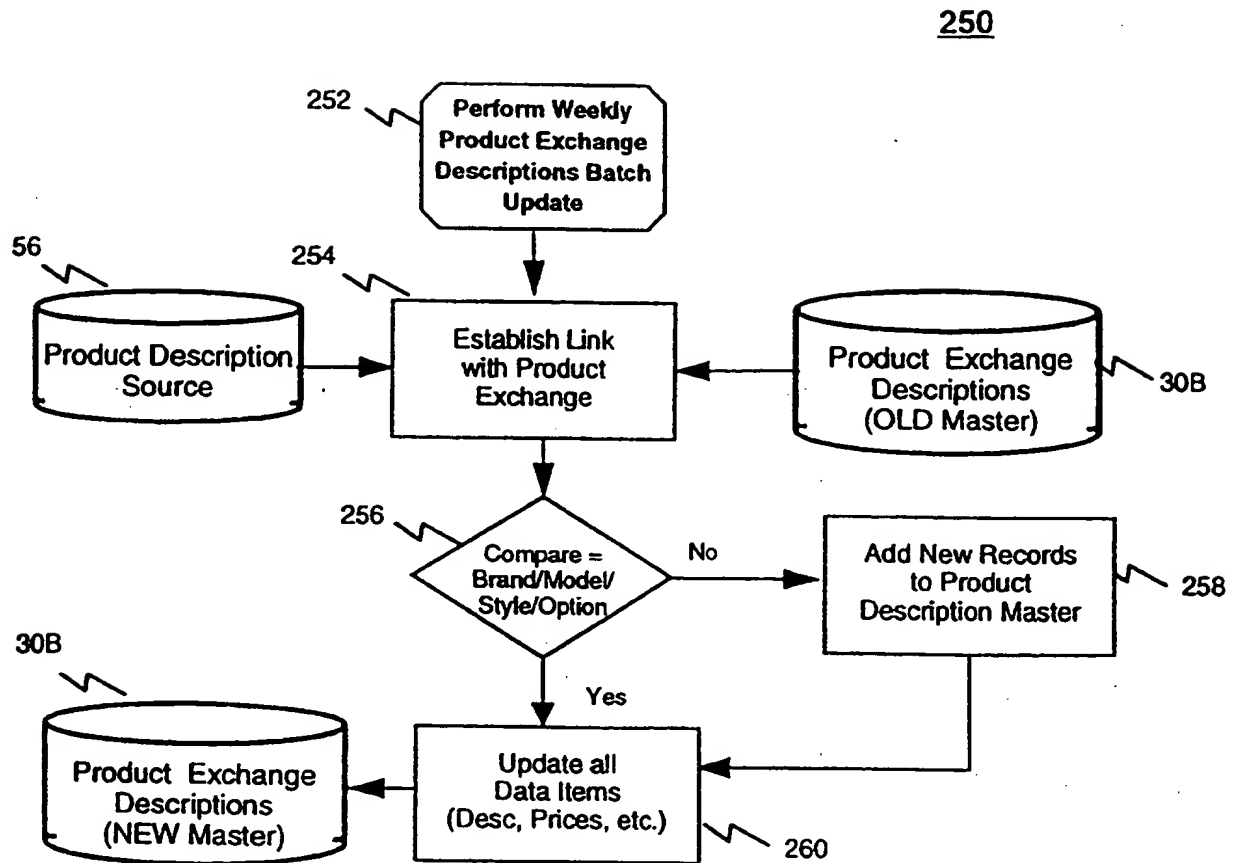 250
252
Perform Weekly
Product Exchange
Descriptions Batch
Update
56
254
Product Description
Source
Establish Link
with Product
Exchange
Product Exchange
Descriptions
(OLD Master)
30B
256
Compare =
Brand/Model/
Style/Option
No
Add New Records
to Product
Description Master
258
30B
Yes
Product Exchange
Descriptions
(NEW Master)
Update all
Data Items
(Desc, Prices, etc.)
260